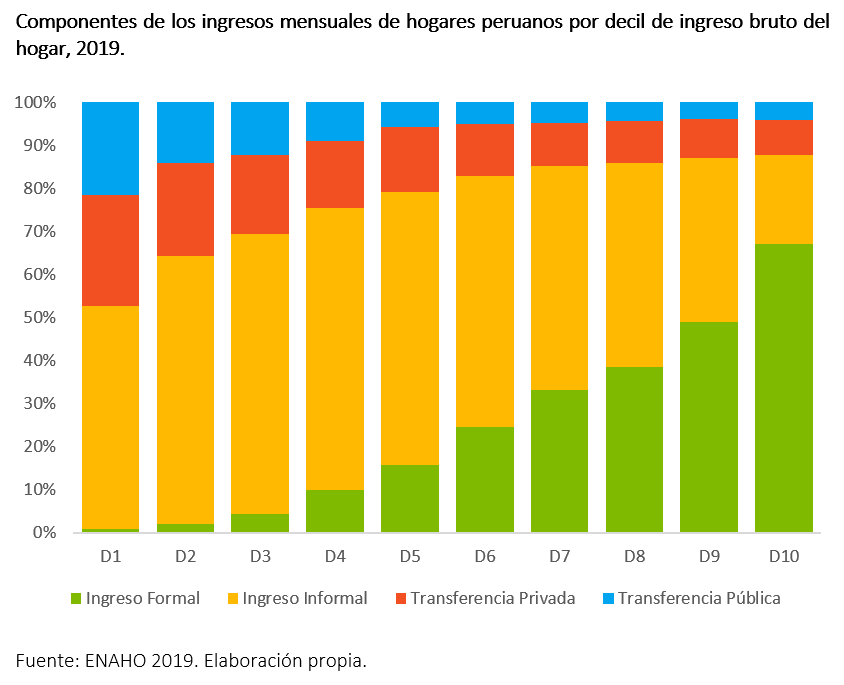 Componentes de los ingresos mensuales de hogares peruanos por decil de ingreso bruto del
hogar, 2019.
100%
90%
80%
70%
60%
50%
40%
30%
20%
10%
0%
D1 D2 D3 D4 D5 D6 D7 D8 D9 D10
Ingreso Formal Ingreso Informal Transferencia Privada Transferencia Pública
Fuente: ENAHO 2019. Elaboración propia.